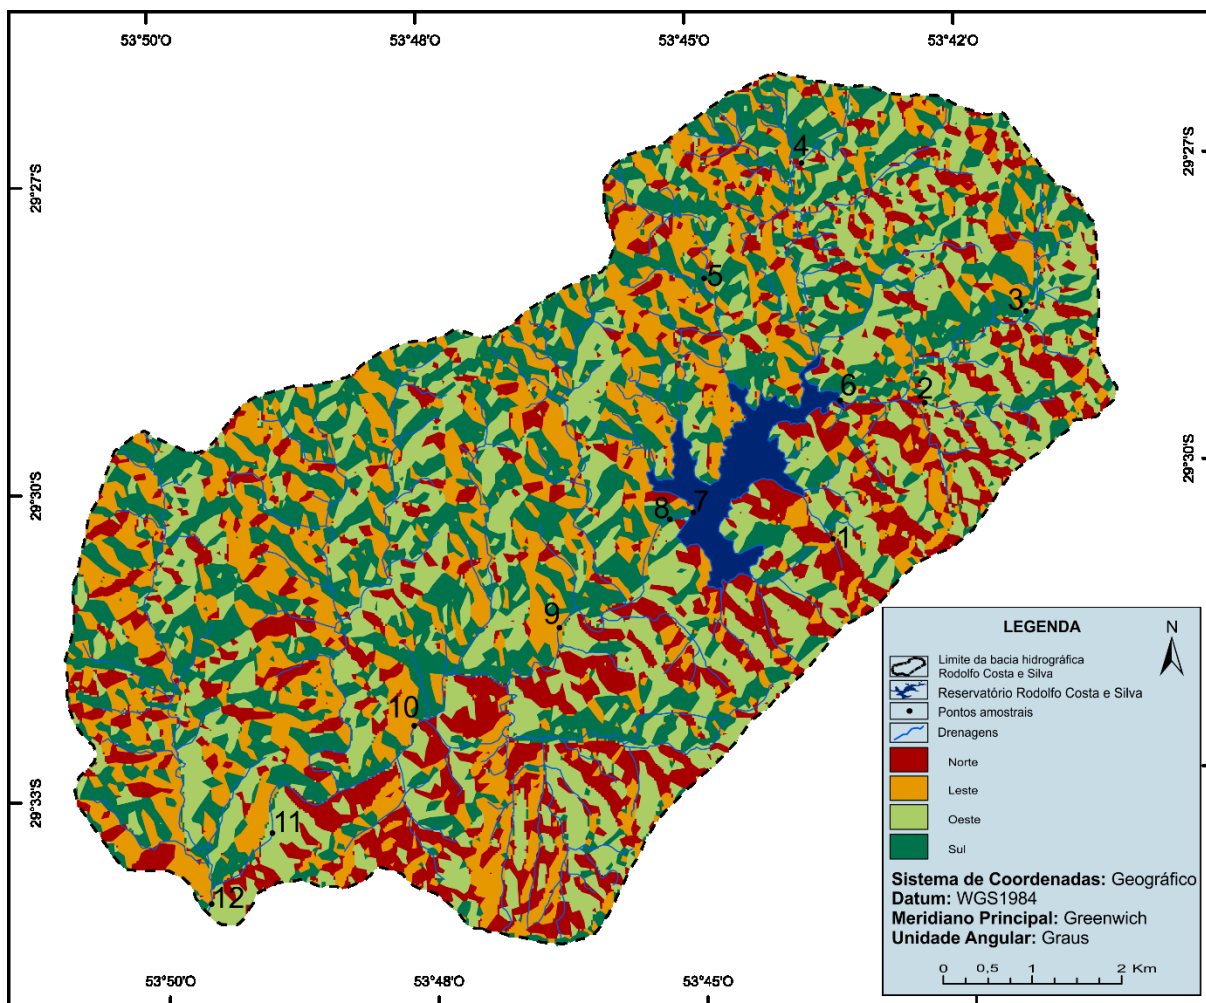 53°50'O 53°48'O 53°45'O 53°42'O
29°27'S
29°27'S
4
5
3
6
2
29°30'S
29°30'S
7
8
1
9
10
29°33'S
11
12
LEGENDA
N
Limite da bacia hidrográfica
Rodolfo Costa e Silva
Reservatório Rodolfo Costa e Silva
Pontos amostrais
Drenagens
Norte
Leste
Oeste
Sul
Sistema de Coordenadas: Geográfico
Datum: WGS1984
Meridiano Principal: Greenwich
Unidade Angular: Graus
0 0,5 1 2 Km
53°50'O 53°48'O 53°45'O